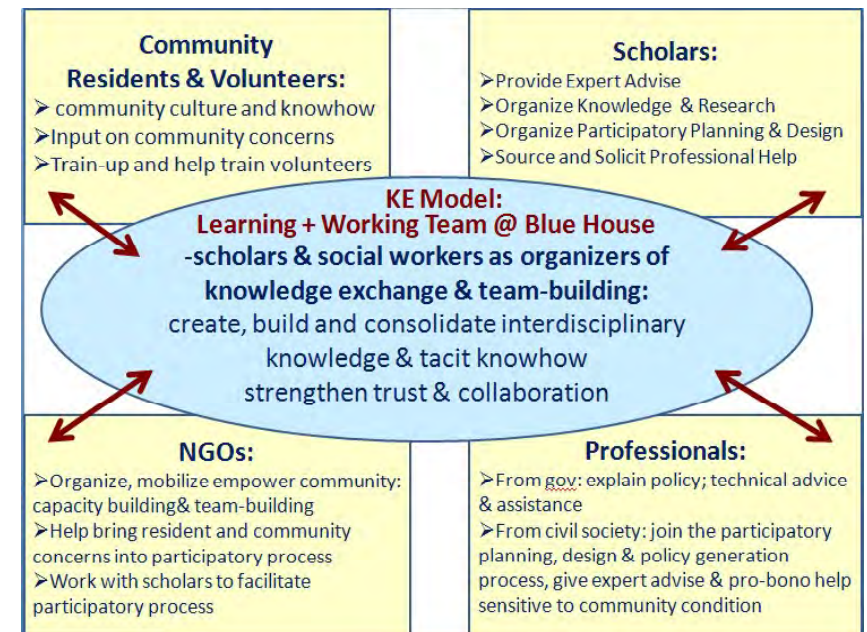 Community
Residents & Volunteers:
➢ community culture and knowhow
➢Input on community concerns
➢Train-up and help train volunteers
Scholars:
➢Provide Expert Advise
➢Organize Knowledge & Research
➢Organize Participatory Planning & Design
➢Source and Solicit Professional Help
KE Model:
Learning + Working Team @ Blue House
-scholars & social workers as organizers of
knowledge exchange & team-building:
create, build and consolidate interdisciplinary
knowledge & tacit knowhow
strengthen trust & collaboration
NGOs:
➢Organize, mobilize empower community:
capacity building& team-building
➢Help bring resident and community
concerns into participatory process
➢Work with scholars to facilitate
participatory process
Professionals:
➢From gov: explain policy; technical advice
& assistance
➢From civil society: join the participatory
planning, design & policy generation
process, give expert advise & pro-bono help
sensitive to community condition